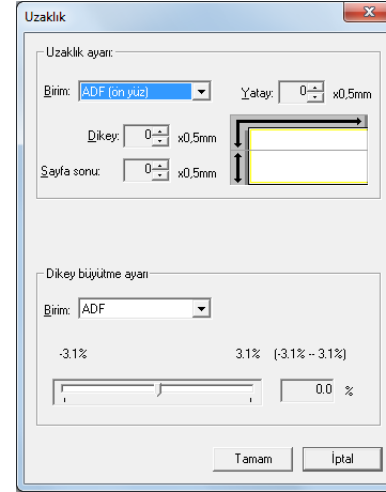 Uzaklık
Uzaklık ayarı:
Birim: ADF (ön yüz)
Yatay: 0 x0,5mm
Dikey: 0 x0,5mm
Sayfa sonu: 0 x0,5mm
Dikey büyütme ayarı
Birim: ADF
-3.1% 3.1% (-3.1% -- 3.1%)
0.0 %
Tamam İptal